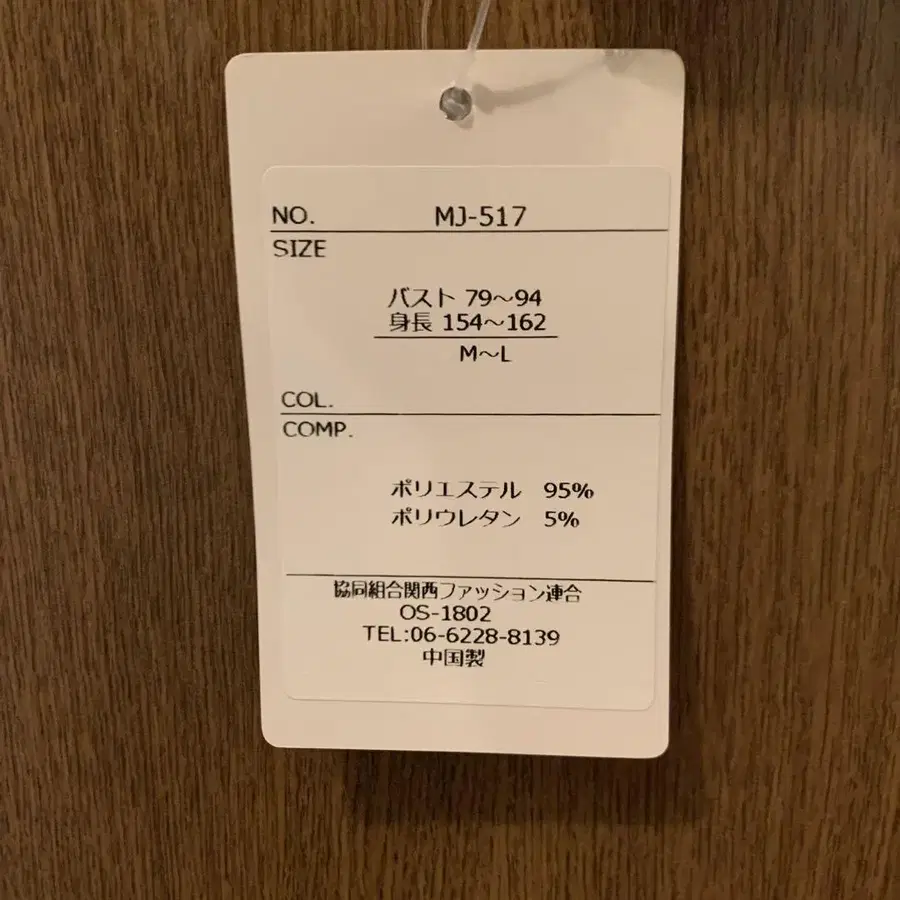 NO. MJ-517
SIZE
バスト 79～94
身長 154～162
M～L
COL.
COMP.
ポリエステル 95%
ポリウレタン 5%
協同組合関西ファッション連合
OS-1802
TEL:06-6228-8139
中国製